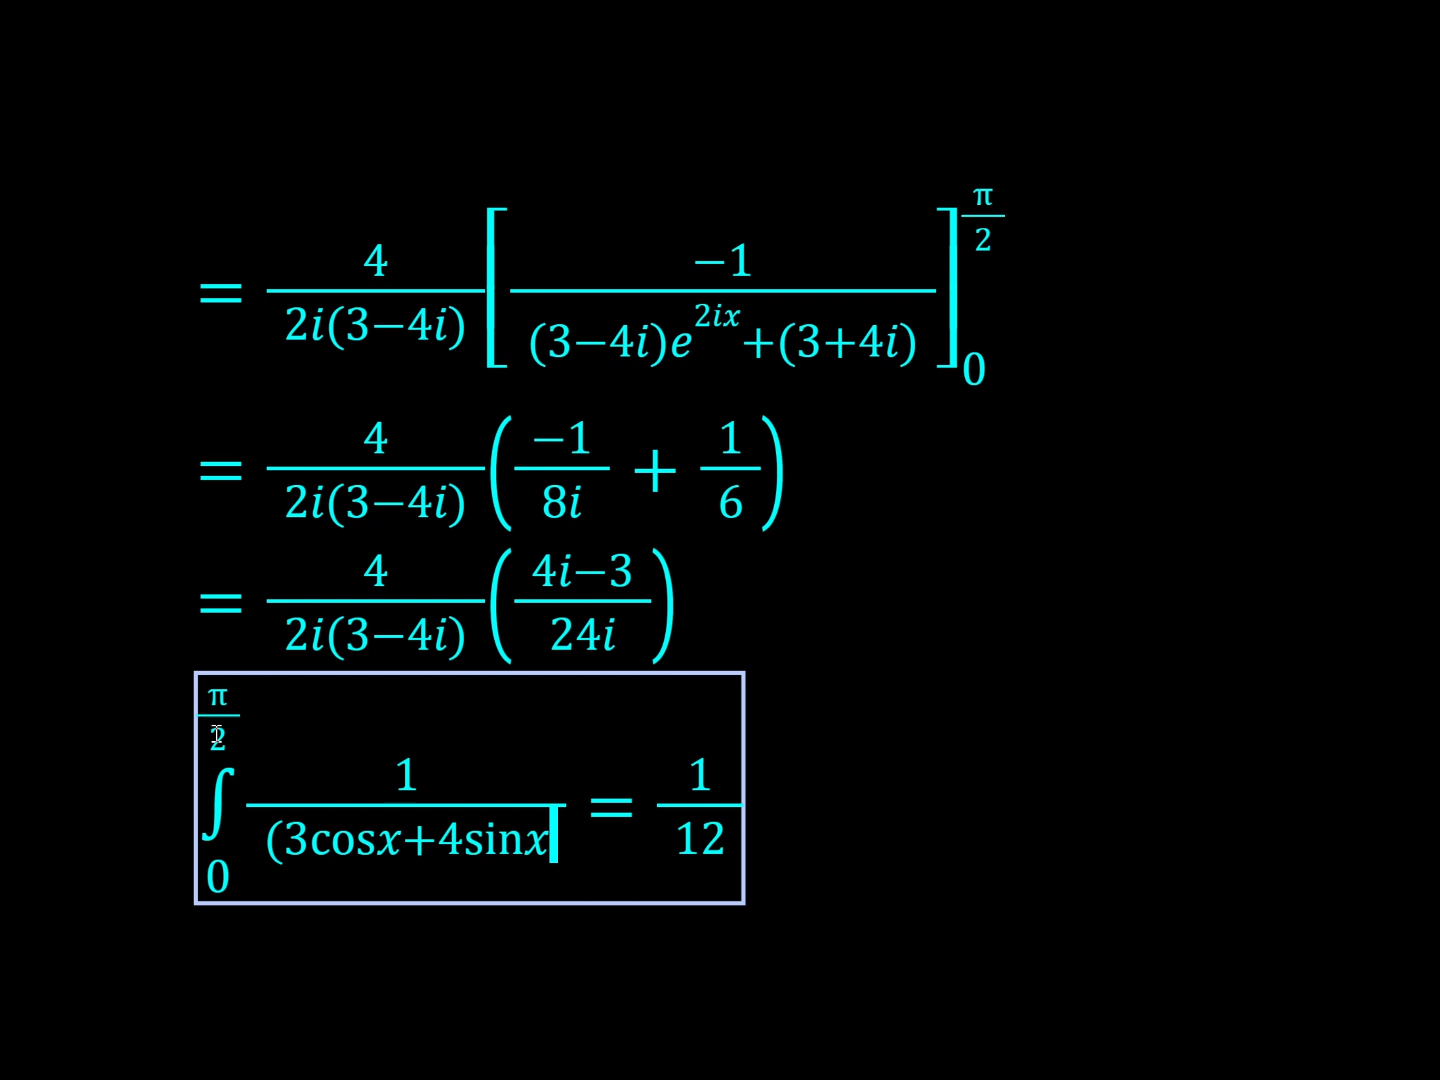 = 4/(2i(3−4i)) [ −1/((3−4i)e^(2ix)+(3+4i)) ]_0^(π/2)
= 4/(2i(3−4i)) ( −1/(8i) + 1/6 )
= 4/(2i(3−4i)) ( (4i−3)/(24i) )
∫_0^(π/2) 1/((3cosx+4sinx = 1/12